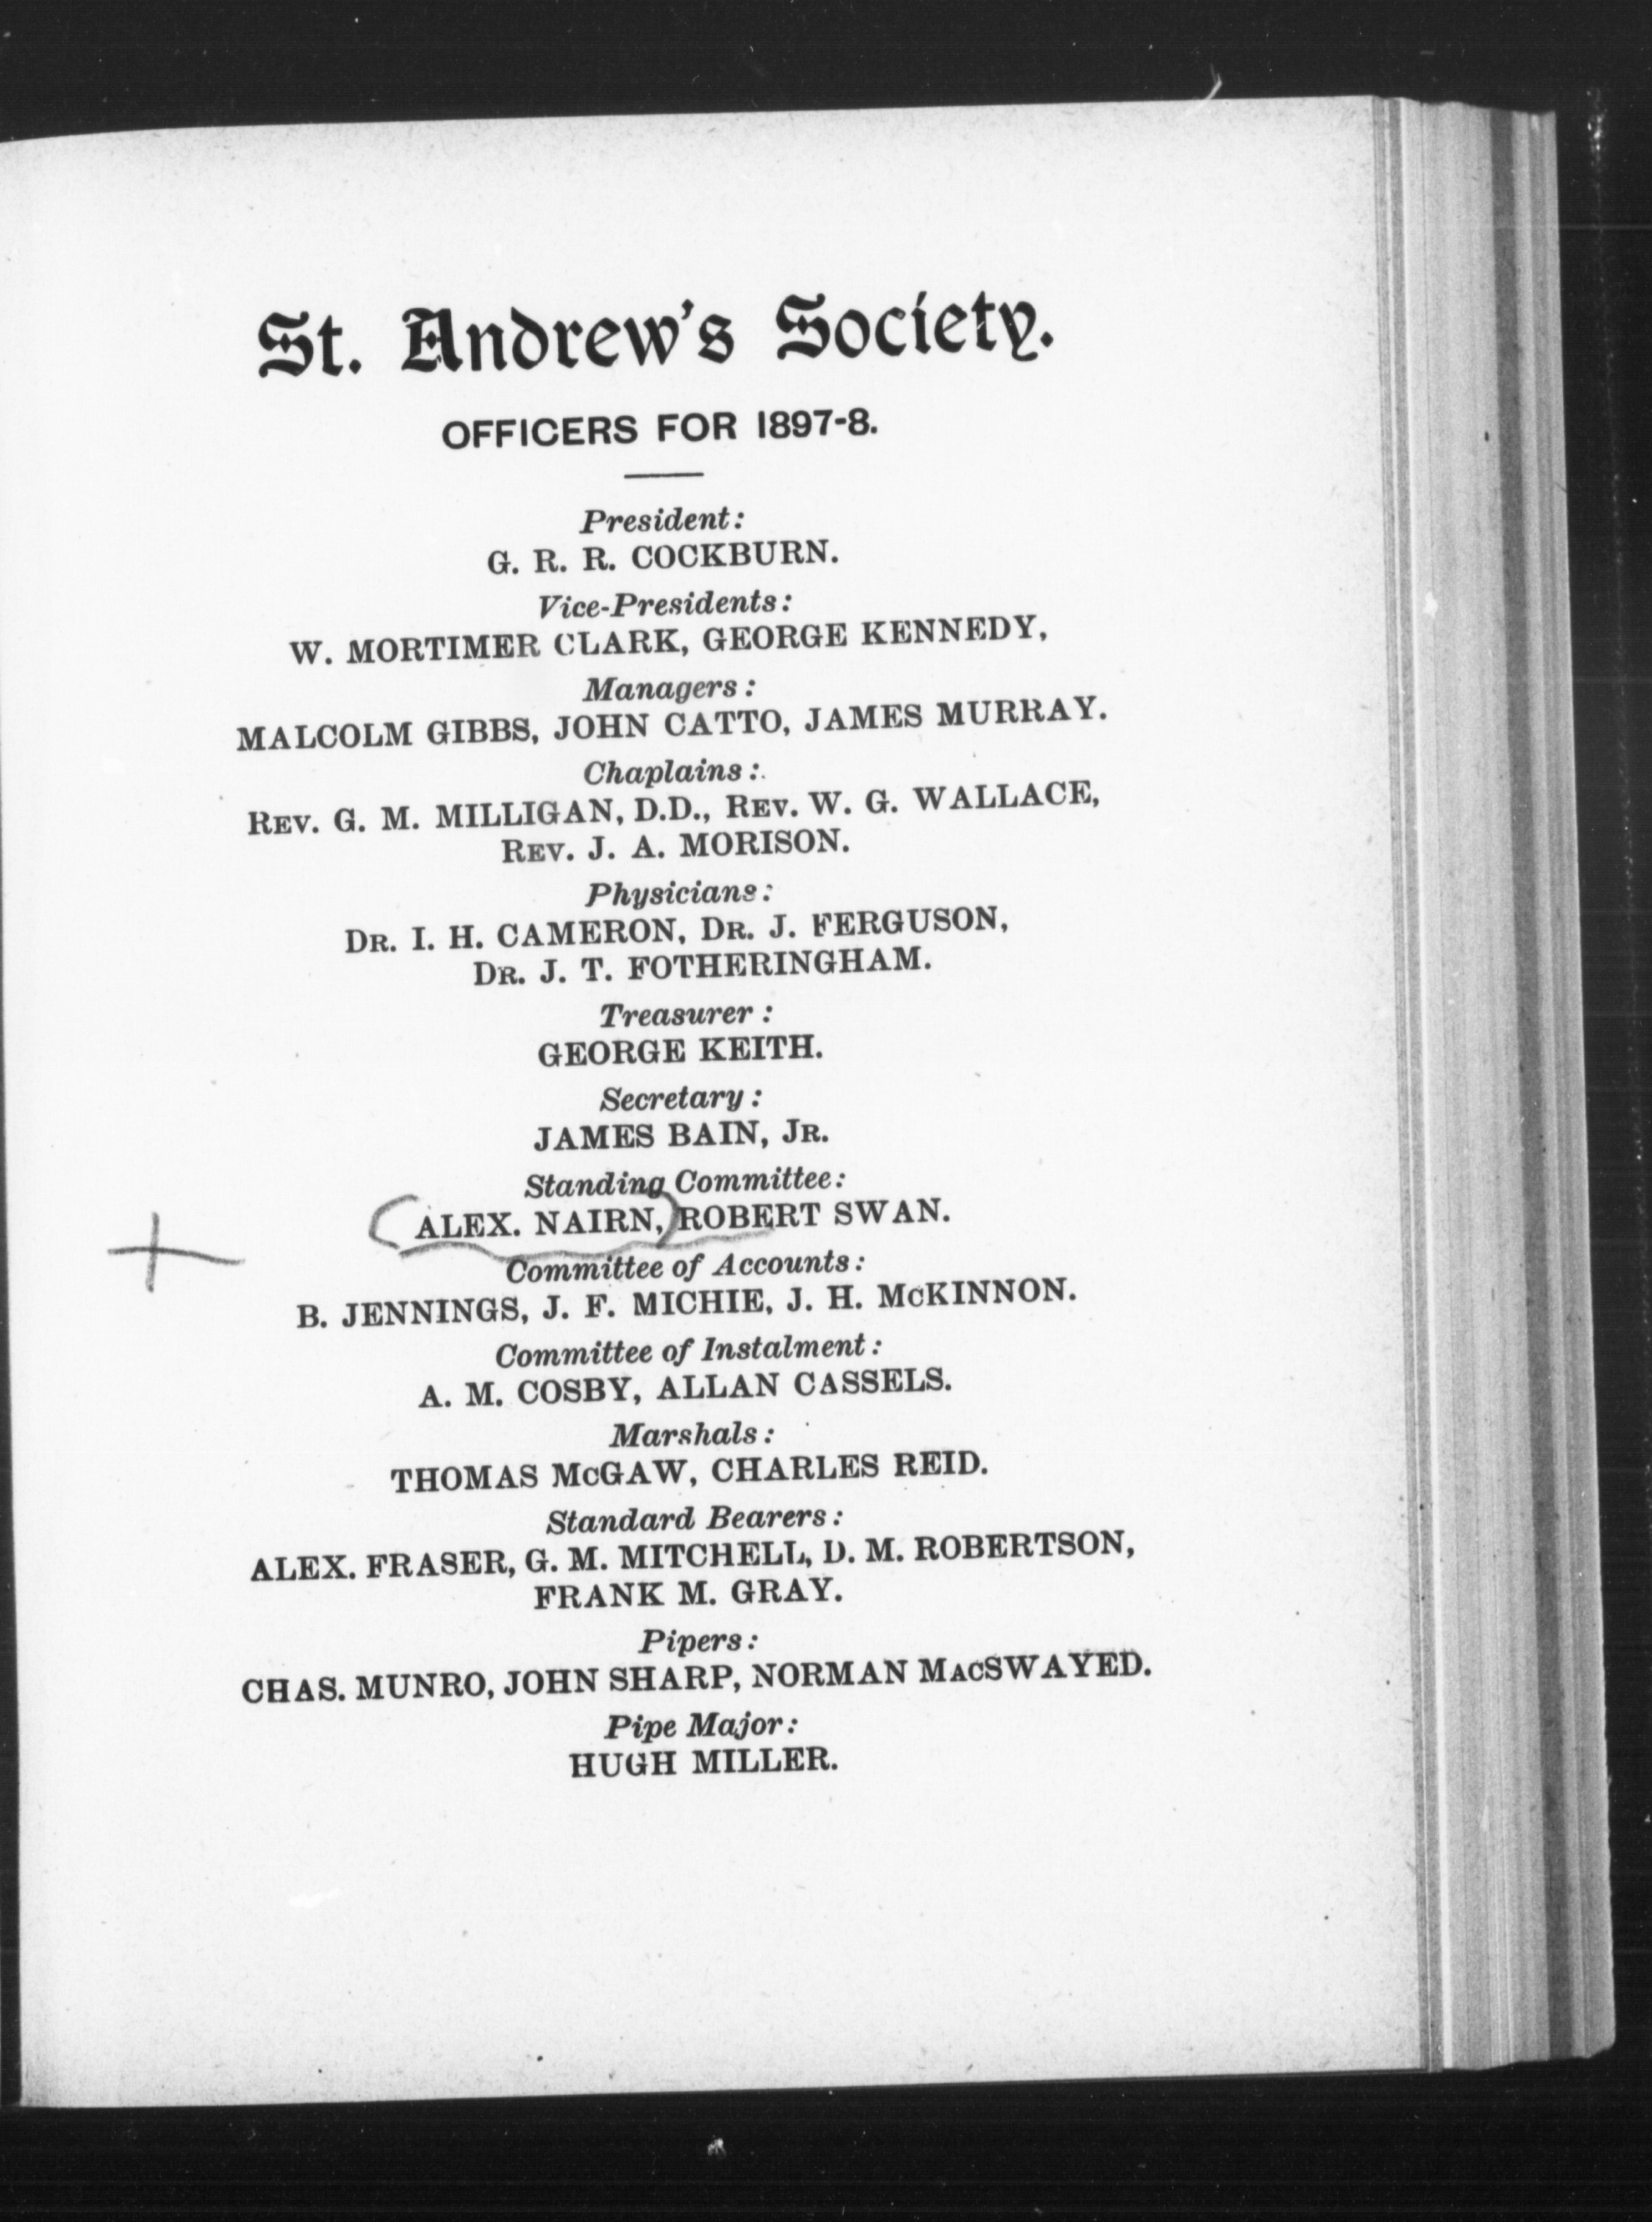 St. Andrew's Society.
OFFICERS FOR 1897-8.
President:
G. R. R. COCKBURN.
Vice-Presidents:
W. MORTIMER CLARK, GEORGE KENNEDY,
Managers:
MALCOLM GIBBS, JOHN CATTO, JAMES MURRAY.
Chaplains:
REV. G. M. MILLIGAN, D.D., REV. W. G. WALLACE,
REV. J. A. MORISON.
Physicians:
DR. I. H. CAMERON, DR. J. FERGUSON,
DR. J. T. FOTHERINGHAM.
Treasurer:
GEORGE KEITH.
Secretary:
JAMES BAIN, JR.
Standing Committee:
ALEX. NAIRN, ROBERT SWAN.
Committee of Accounts:
B. JENNINGS, J. F. MICHIE, J. H. McKINNON.
Committee of Instalment:
A. M. COSBY, ALLAN CASSELS.
Marshals:
THOMAS McGAW, CHARLES REID.
Standard Bearers:
ALEX. FRASER, G. M. MITCHELL, D. M. ROBERTSON,
FRANK M. GRAY.
Pipers:
CHAS. MUNRO, JOHN SHARP, NORMAN MacSWAYED.
Pipe Major:
HUGH MILLER.